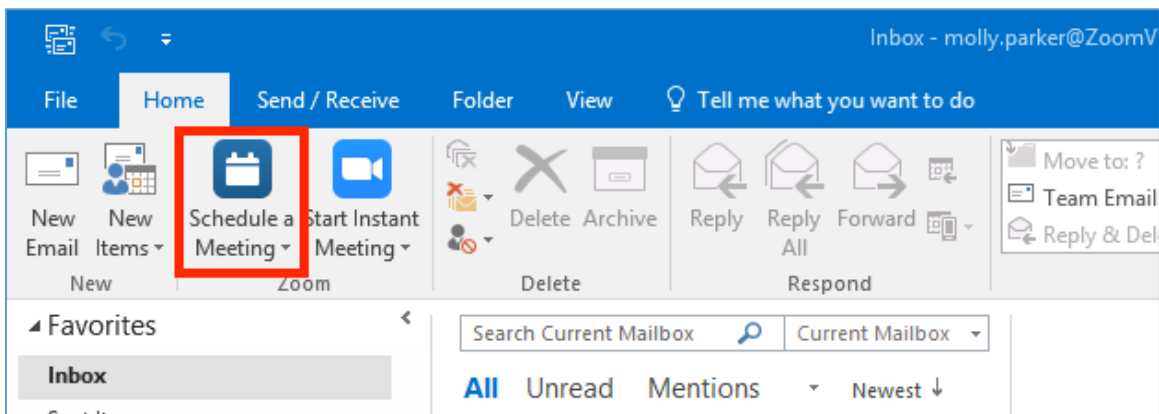 Inbox - molly.parker@ZoomV
File Home Send / Receive Folder View Tell me what you want to do
New Email
New Items
Schedule a Meeting
Start Instant Meeting
Delete Archive
Reply Reply All Forward
Move to: ?
Team Email
Reply & Del
New Zoom Delete Respond
Favorites
Search Current Mailbox Current Mailbox
Inbox
All Unread Mentions Newest ↓